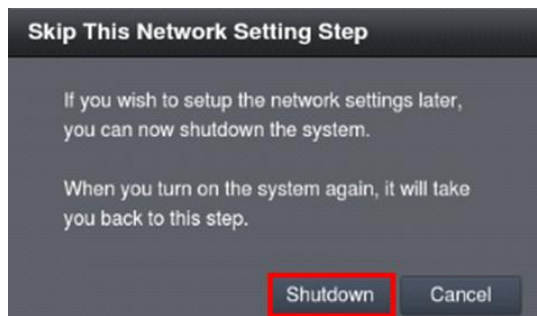 Skip This Network Setting Step
If you wish to setup the network settings later,
you can now shutdown the system.
When you turn on the system again, it will take
you back to this step.
Shutdown Cancel